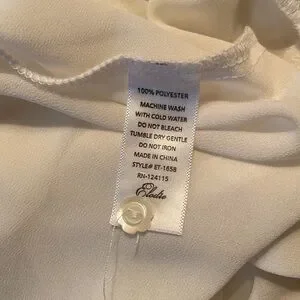 100% POLYESTER
MACHINE WASH
WITH COLD WATER
DO NOT BLEACH
TUMBLE DRY GENTLE
DO NOT IRON
MADE IN CHINA
STYLE# ET-1658
RN-124115
Elodie